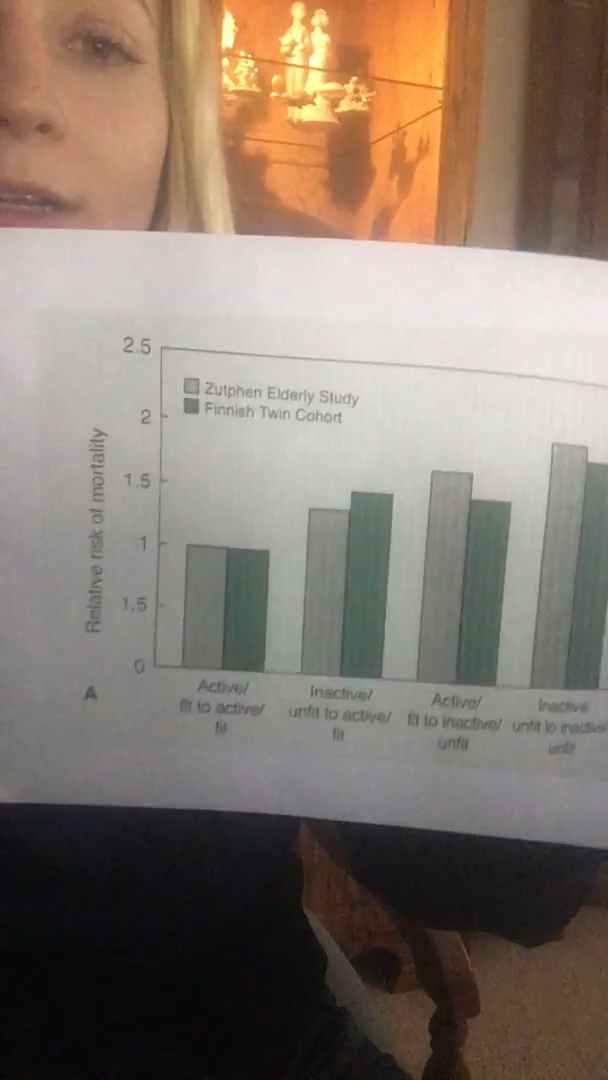 2.5
Zutphen Elderly Study
Finnish Twin Cohort
2
1.5
1
1.5
0
Relative risk of mortality
A
Active/
fit to active/
fit
Inactive/
unfit to active/
fit
Active/
fit to inactive/
unfit
Inactive
unfit to inactive
unfit